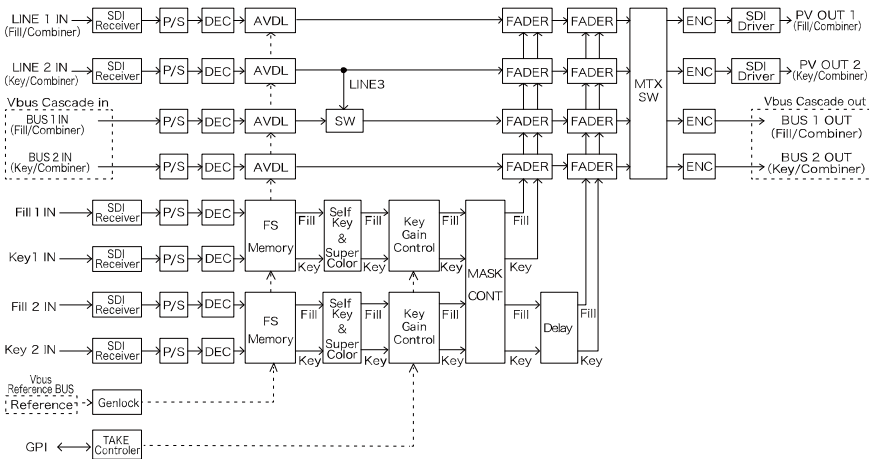 LINE 1 IN
(Fill/Combiner)
SDI
Receiver
P/S
DEC
AVDL
FADER
FADER
ENC
SDI
Driver
PV OUT 1
(Fill/Combiner)
LINE 2 IN
(Key/Combiner)
SDI
Receiver
P/S
DEC
AVDL
LINE3
FADER
FADER
MTX
SW
ENC
SDI
Driver
PV OUT 2
(Key/Combiner)
Vbus Cascade in
Vbus Cascade out
BUS 1 IN
(Fill/Combiner)
P/S
DEC
AVDL
SW
FADER
FADER
ENC
BUS 1 OUT
(Fill/Combiner)
BUS 2 IN
(Key/Combiner)
P/S
DEC
AVDL
FADER
FADER
ENC
BUS 2 OUT
(Key/Combiner)
Fill 1 IN
SDI
Receiver
P/S
DEC
FS
Memory
Fill
Key
Self
Key
&
Super
Color
Fill
Key
Key
Gain
Control
Fill
Key
MASK
CONT
Fill
Key
Key1 IN
SDI
Receiver
P/S
DEC
Fill 2 IN
SDI
Receiver
P/S
DEC
FS
Memory
Fill
Key
Self
Key
&
Super
Color
Fill
Key
Key
Gain
Control
Fill
Key
Fill
Key
Delay
Fill
Key
Key 2 IN
SDI
Receiver
P/S
DEC
Vbus
Reference BUS
Reference
Genlock
GPI
TAKE
Controler